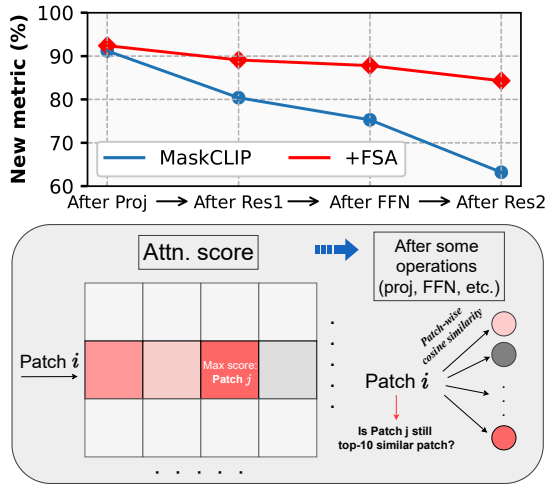 New metric (%)
100
90
80
70
60
MaskCLIP
+FSA
After Proj → After Res1 → After FFN → After Res2
Attn. score
After some
operations
(proj, FFN, etc.)
Patch i
Max score:
Patch j
Patch-wise
cosine similarity
Patch i
Is Patch j still
top-10 similar patch?